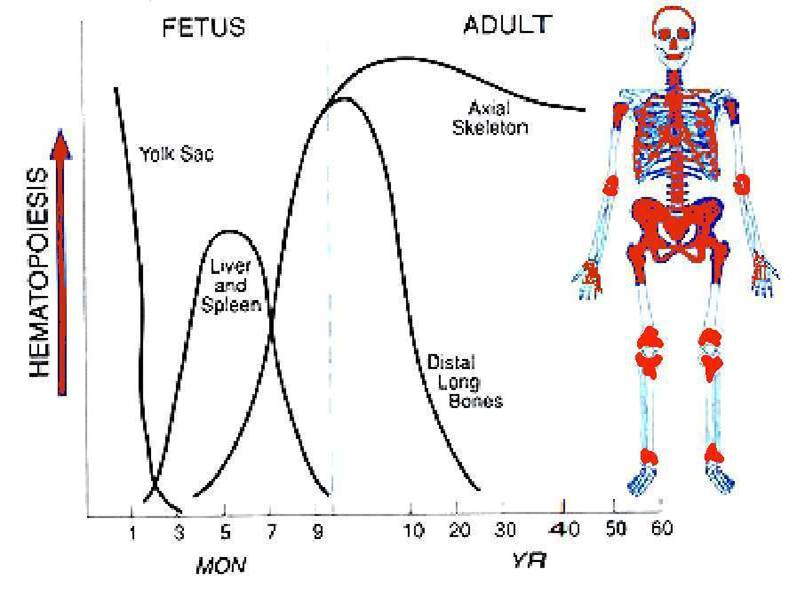 FETUS
ADULT
HEMATOPOIESIS
Yolk Sac
Liver
and
Spleen
Axial
Skeleton
Distal
Long
Bones
1 3 5 7 9 10 20 30 40 50 60
MON
YR